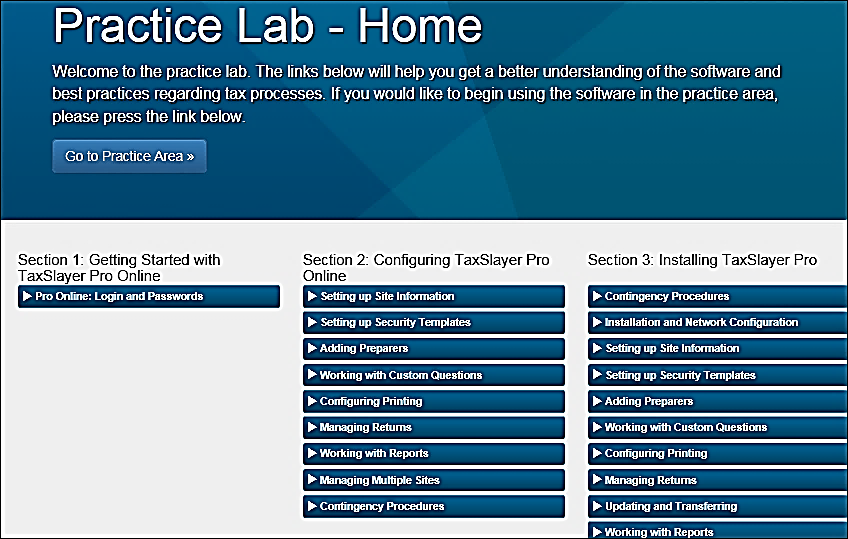 Practice Lab - Home
Welcome to the practice lab. The links below will help you get a better understanding of the software and
best practices regarding tax processes. If you would like to begin using the software in the practice area,
please press the link below.
Go to Practice Area »
Section 1: Getting Started with
TaxSlayer Pro Online
Pro Online: Login and Passwords
Section 2: Configuring TaxSlayer Pro
Online
Setting up Site Information
Setting up Security Templates
Adding Preparers
Working with Custom Questions
Configuring Printing
Managing Returns
Working with Reports
Managing Multiple Sites
Contingency Procedures
Section 3: Installing TaxSlayer Pro
Contingency Procedures
Installation and Network Configuration
Setting up Site Information
Setting up Security Templates
Adding Preparers
Working with Custom Questions
Configuring Printing
Managing Returns
Updating and Transferring
Working with Reports